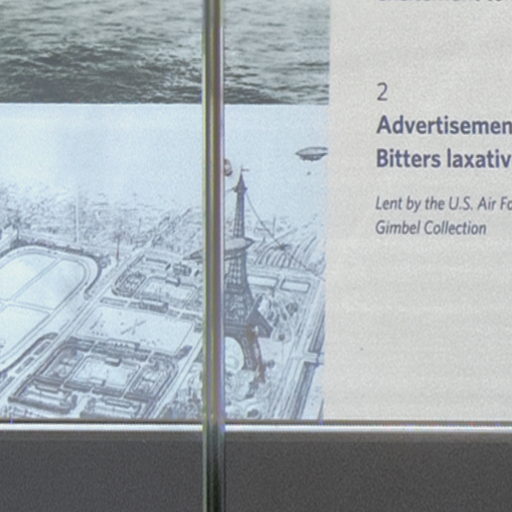 2
Advertisemen
Bitters laxativ
Lent by the U.S. Air Fo
Gimbel Collection